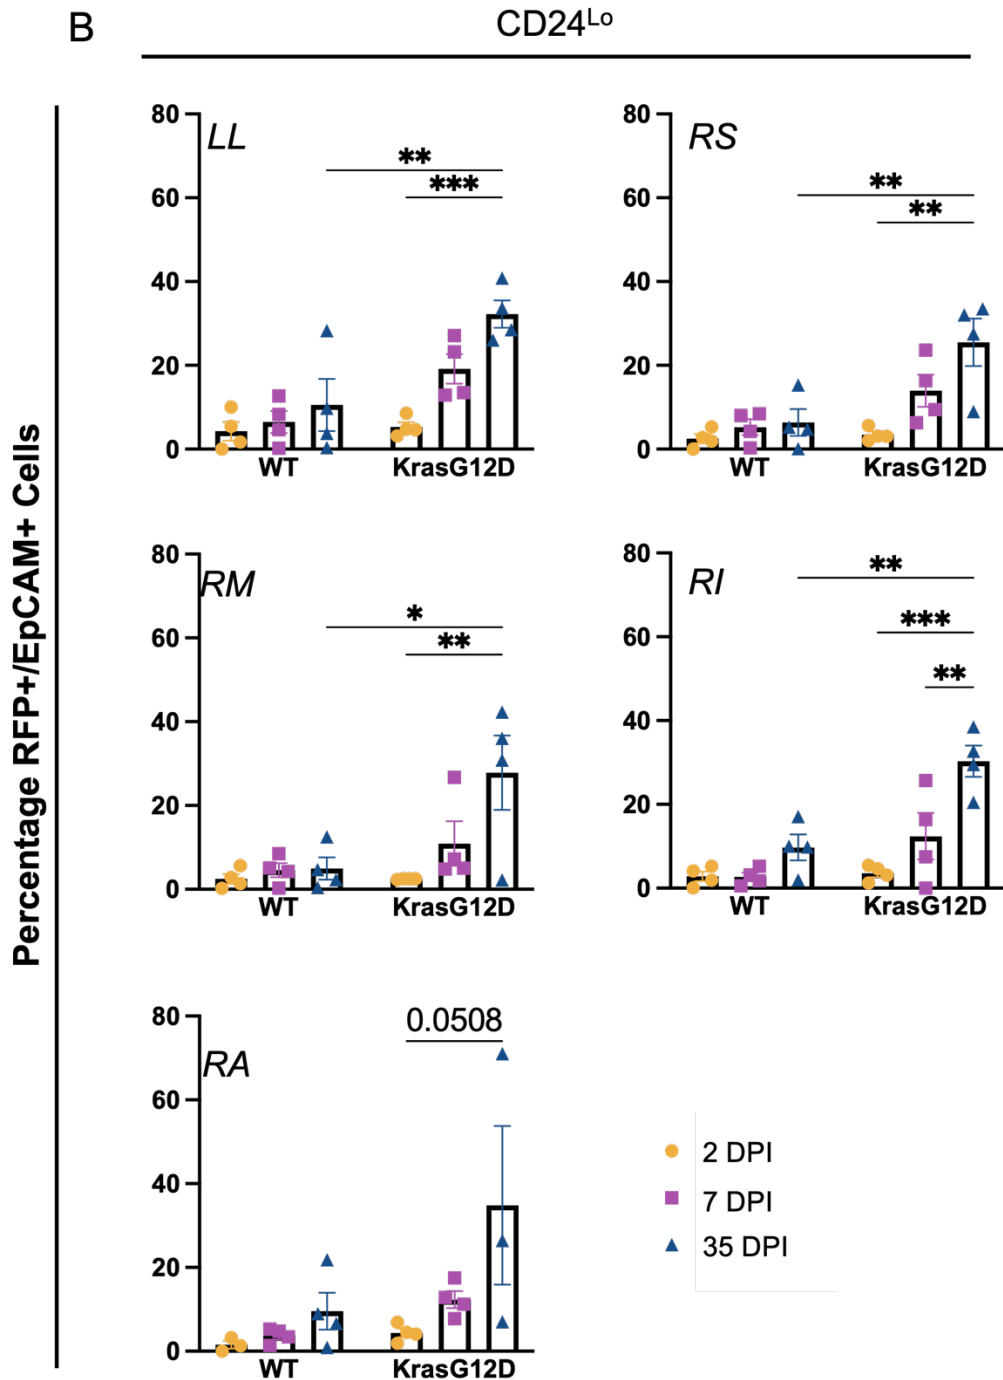 B
CD24Lo
Percentage RFP+/EpCAM+ Cells
LL
80
60
40
20
0
**
***
WT
KrasG12D
RS
80
60
40
20
0
**
**
WT
KrasG12D
RM
80
60
40
20
0
*
**
WT
KrasG12D
RI
80
60
40
20
0
**
***
**
WT
KrasG12D
RA
80
60
40
20
0
0.0508
WT
KrasG12D
2 DPI
7 DPI
35 DPI